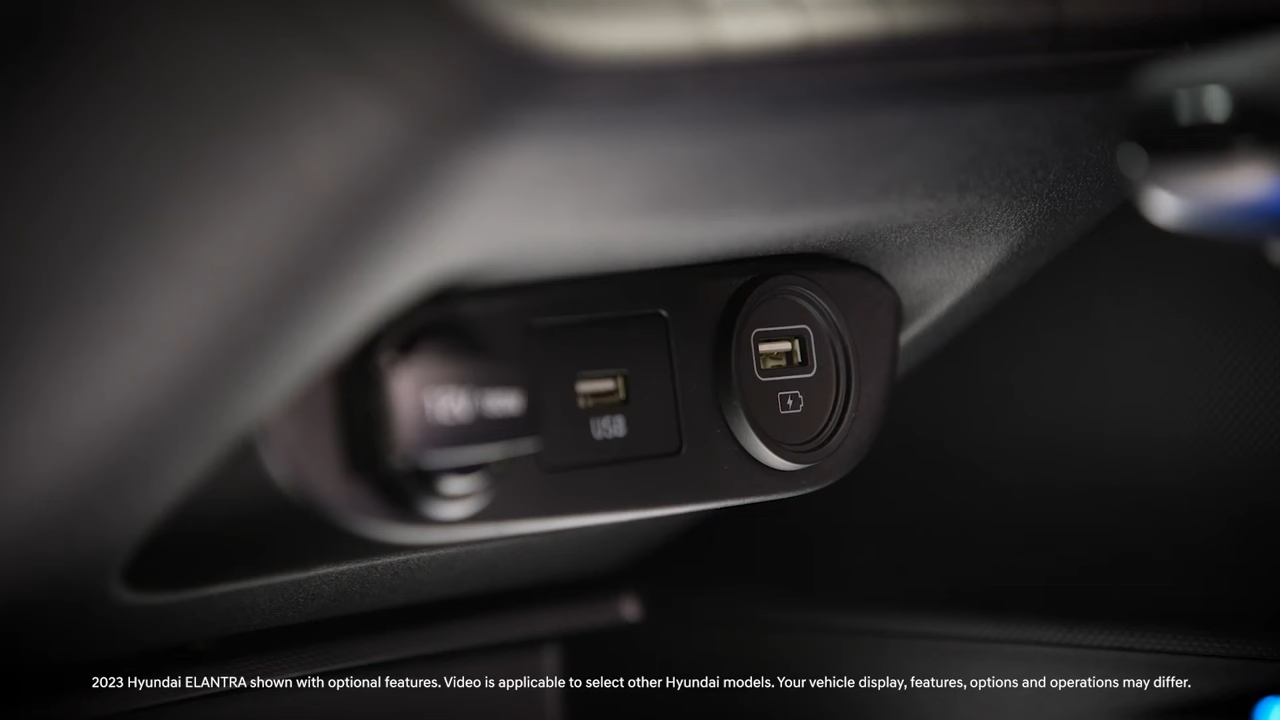 USB
2023 Hyundai ELANTRA shown with optional features. Video is applicable to select other Hyundai models. Your vehicle display, features, options and operations may differ.